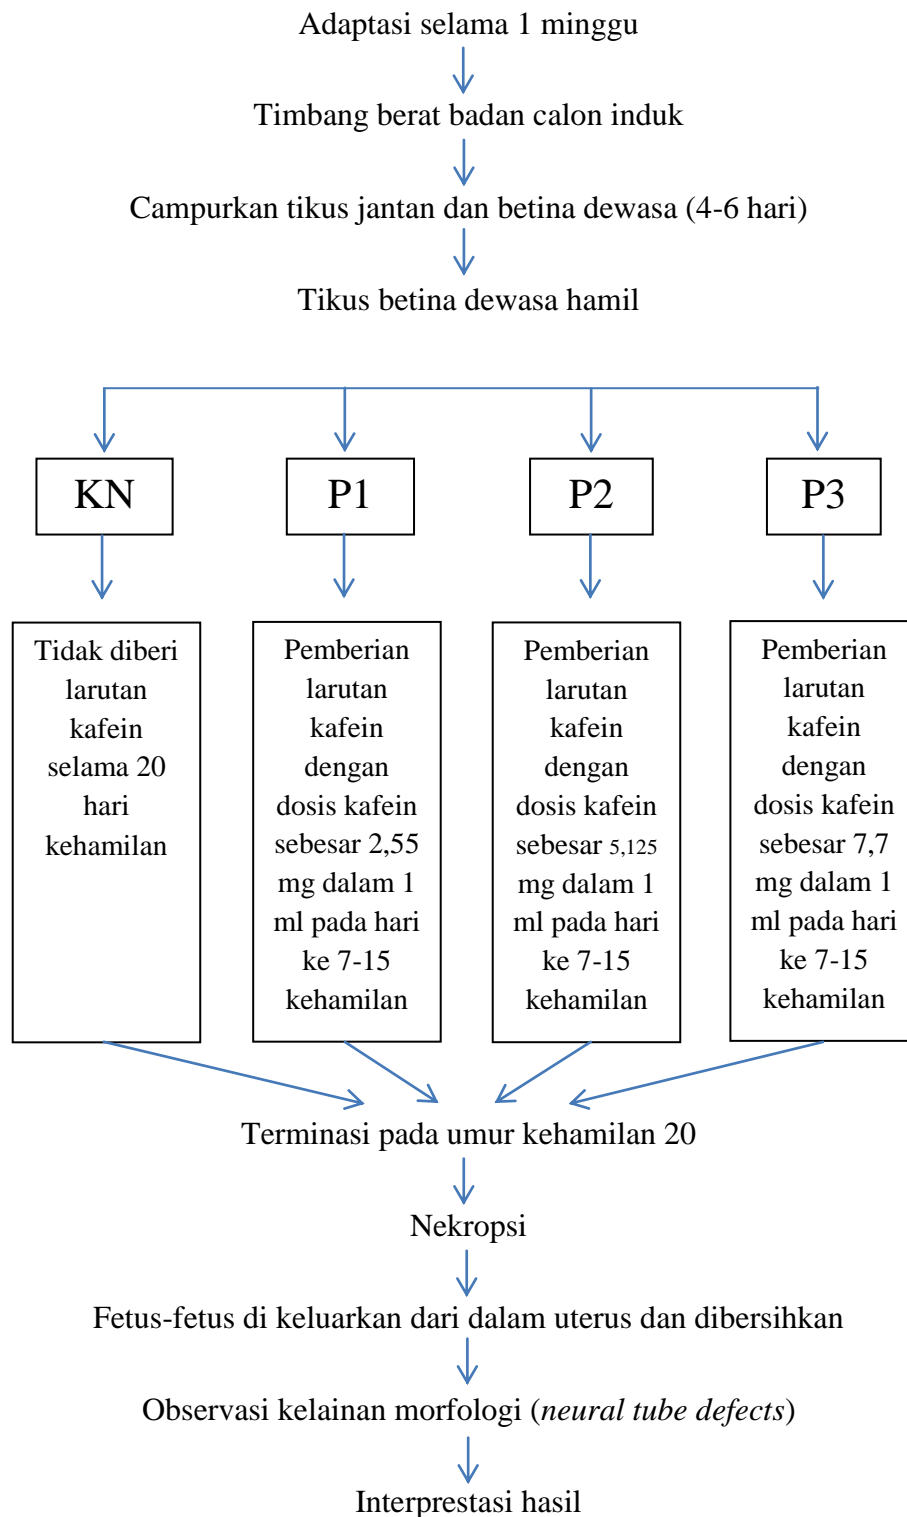 Adaptasi selama 1 minggu
Timbang berat badan calon induk
Campurkan tikus jantan dan betina dewasa (4-6 hari)
Tikus betina dewasa hamil
KN
P1
P2
P3
Tidak diberi
larutan
kafein
selama 20
hari
kehamilan
Pemberian
larutan
kafein
dengan
dosis kafein
sebesar 2,55
mg dalam 1
ml pada hari
ke 7-15
kehamilan
Pemberian
larutan
kafein
dengan
dosis kafein
sebesar 5,125
mg dalam 1
ml pada hari
ke 7-15
kehamilan
Pemberian
larutan
kafein
dengan
dosis kafein
sebesar 7,7
mg dalam 1
ml pada hari
ke 7-15
kehamilan
Terminasi pada umur kehamilan 20
Nekropsi
Fetus-fetus di keluarkan dari dalam uterus dan dibersihkan
Observasi kelainan morfologi (neural tube defects)
Interprestasi hasil